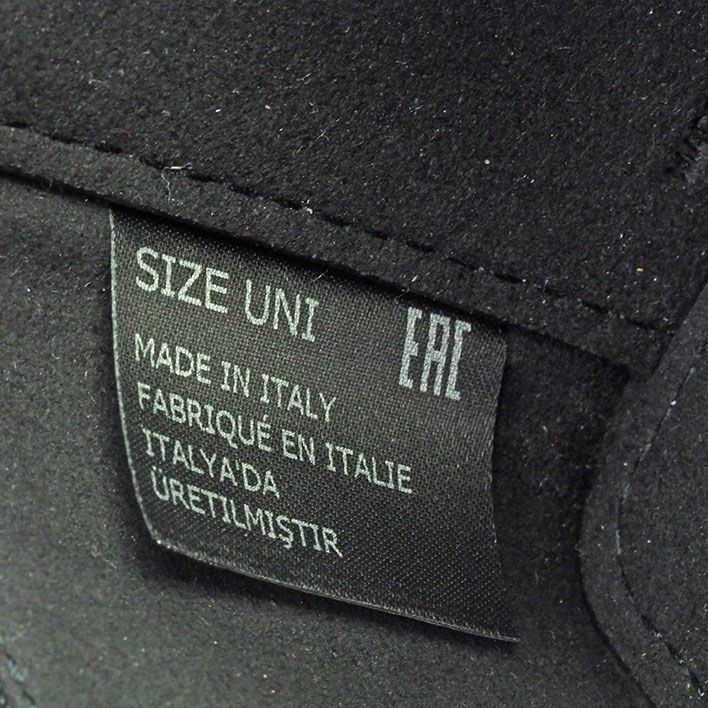 SIZE UNI
EAC
MADE IN ITALY
FABRIQUÉ EN ITALIE
ITALYA'DA
ÜRETILMIŞTIR